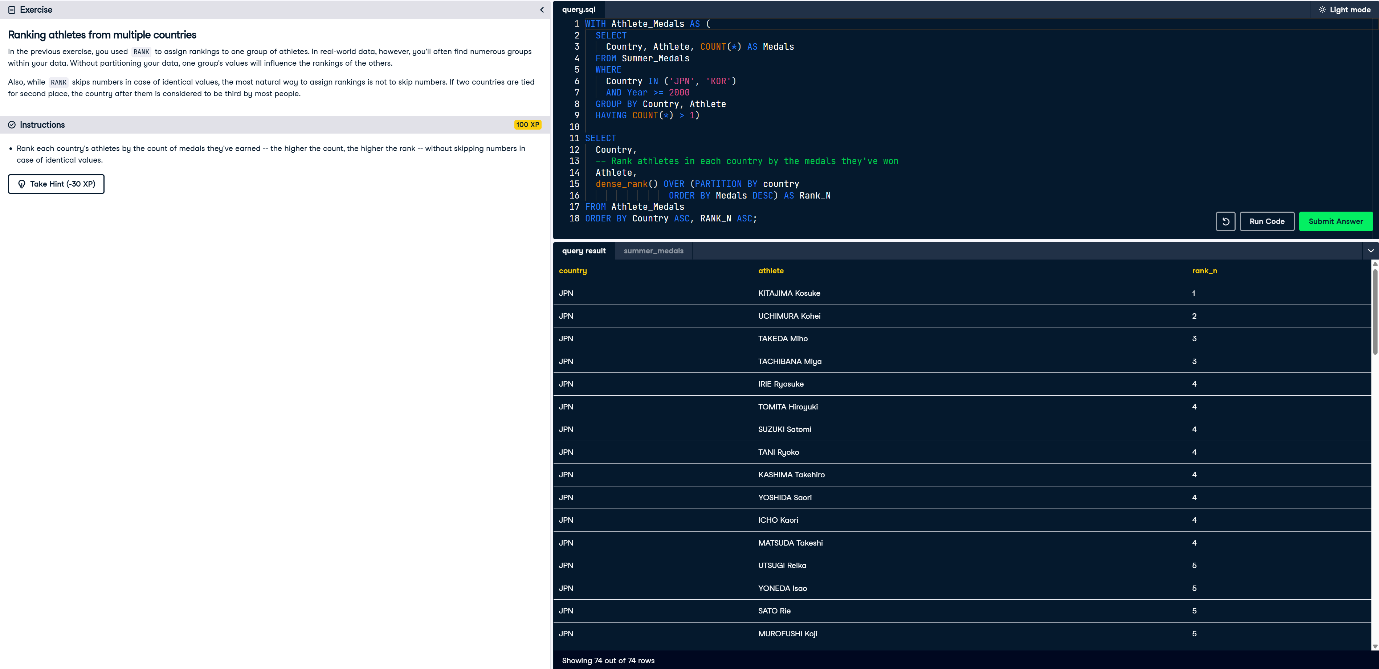 Exercise
Ranking athletes from multiple countries
In the previous exercise, you used RANK to assign rankings to one group of athletes. In real-world data, however, you'll often find numerous groups
within your data. Without partitioning your data, one group's values will influence the rankings of the others.
Also, while RANK skips numbers in case of identical values, the most natural way to assign rankings is not to skip numbers. If two countries are tied
for second place, the country after them is considered to be third by most people.
Instructions
100 XP
• Rank each country's athletes by the count of medals they've earned -- the higher the count, the higher the rank -- without skipping numbers in
case of identical values.
Take Hint (-30 XP)
query.sql
Light mode
1 WITH Athlete_Medals AS (
2 SELECT
3 Country, Athlete, COUNT(*) AS Medals
4 FROM Summer_Medals
5 WHERE
6 Country IN ('JPN', 'KOR')
7 AND Year >= 2000
8 GROUP BY Country, Athlete
9 HAVING COUNT(*) > 1)
10
11 SELECT
12 Country,
13 -- Rank athletes in each country by the medals they've won
14 Athlete,
15 dense_rank() OVER (PARTITION BY country
16 ORDER BY Medals DESC) AS Rank_N
17 FROM Athlete_Medals
18 ORDER BY Country ASC, RANK_N ASC;
Run Code
Submit Answer
query result
summer_medals
country athlete rank_n
JPN KITAJIMA Kosuke 1
JPN UCHIMURA Kohei 2
JPN TAKEDA Miho 3
JPN TACHIBANA Miya 3
JPN IRIE Ryosuke 4
JPN TOMITA Hiroyuki 4
JPN SUZUKI Satomi 4
JPN TANI Ryoko 4
JPN KASHIMA Takehiro 4
JPN YOSHIDA Saori 4
JPN ICHO Kaori 4
JPN MATSUDA Takeshi 4
JPN UTSUGI Reika 5
JPN YONEDA Isao 5
JPN SATO Rie 5
JPN MUROFUSHI Koji 5
Showing 74 out of 74 rows